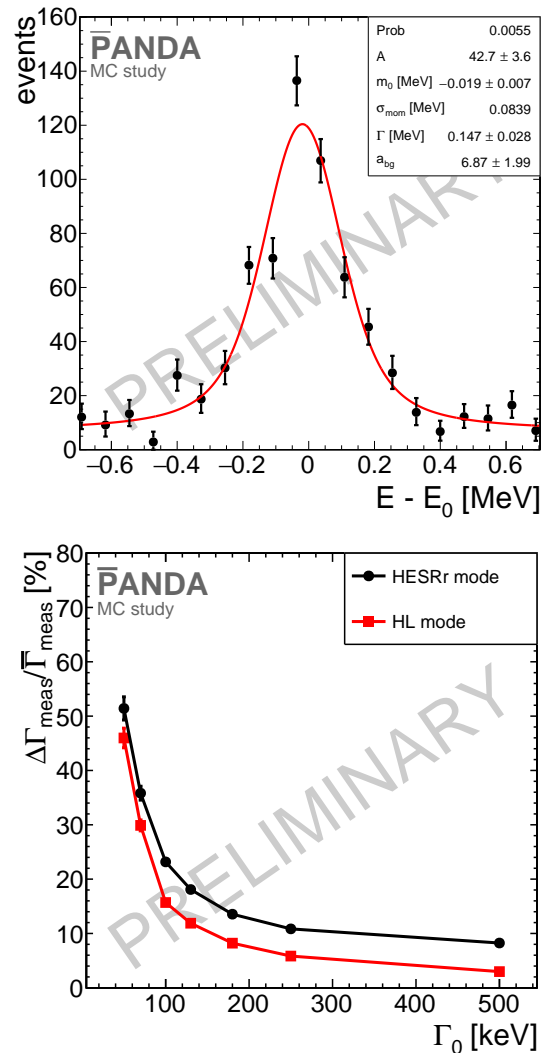 P̅ANDA
MC study
Prob 0.0055
A 42.7 ± 3.6
m0 [MeV] −0.019 ± 0.007
σmom [MeV] 0.0839
Γ [MeV] 0.147 ± 0.028
abg 6.87 ± 1.99
events
160
140
120
100
80
60
40
20
0
PRELIMINARY
−0.6 −0.4 −0.2 0 0.2 0.4 0.6
E - E0 [MeV]
P̅ANDA
MC study
HESRr mode
HL mode
ΔΓmeas/Γ̅meas [%]
80
70
60
50
40
30
20
10
0
PRELIMINARY
100 200 300 400 500
Γ0 [keV]